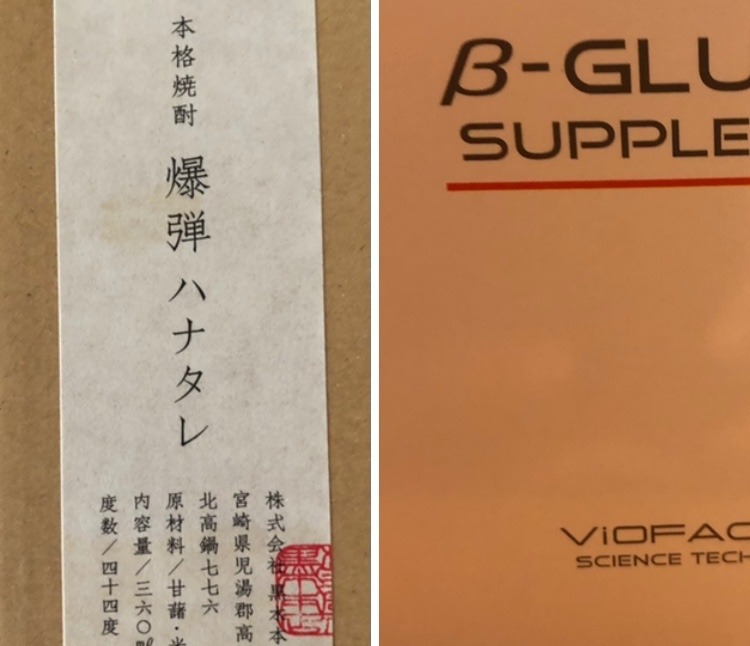 本格焼酎
爆弾ハナタレ
株式会社黒木本
宮崎県児湯郡高
北高鍋七七六
原材料/甘藷・米
内容量/三六〇ml
度数/四十四度
β-GLU
SUPPLE
ViOFAC
SCIENCE TECH